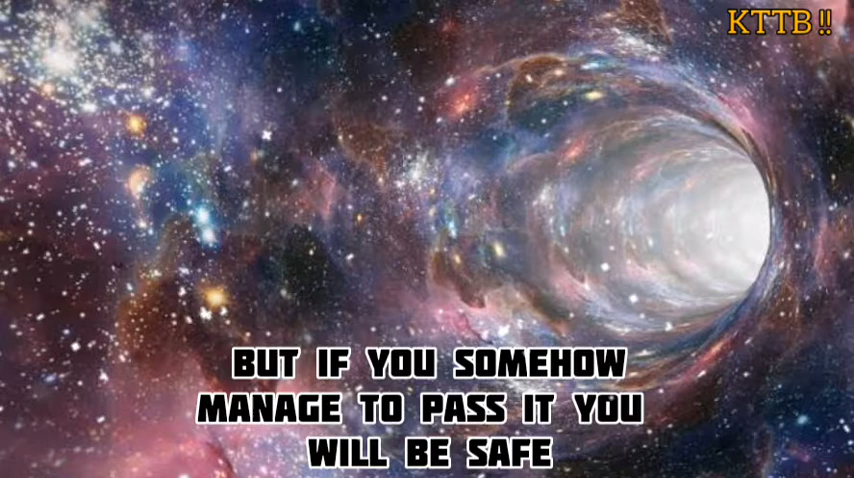 KTTB!!
BUT IF YOU SOMEHOW
MANAGE TO PASS IT YOU
WILL BE SAFE